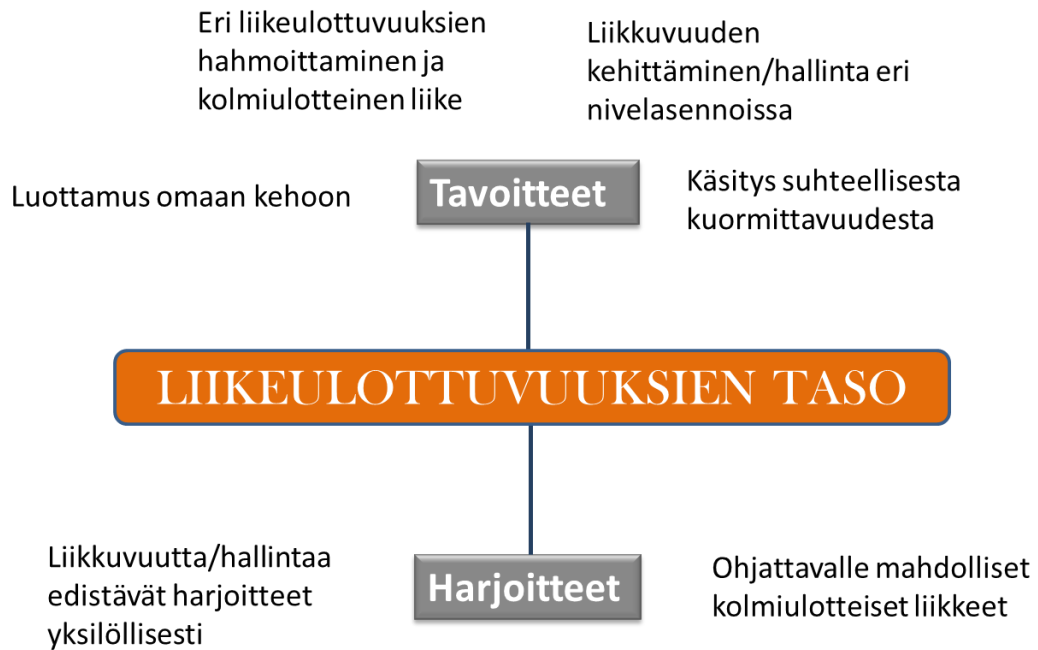 Eri liikeulottuvuuksien
hahmoittaminen ja
kolmiulotteinen liike
Liikkuvuuden
kehittäminen/hallinta eri
nivelasennoissa
Luottamus omaan kehoon
Tavoitteet
Käsitys suhteellisesta
kuormittavuudesta
LIIKEULOTTUVUUKSIEN TASO
Liikkuvuutta/hallintaa
edistävät harjoitteet
yksilöllisesti
Harjoitteet
Ohjattavalle mahdolliset
kolmiulotteiset liikkeet